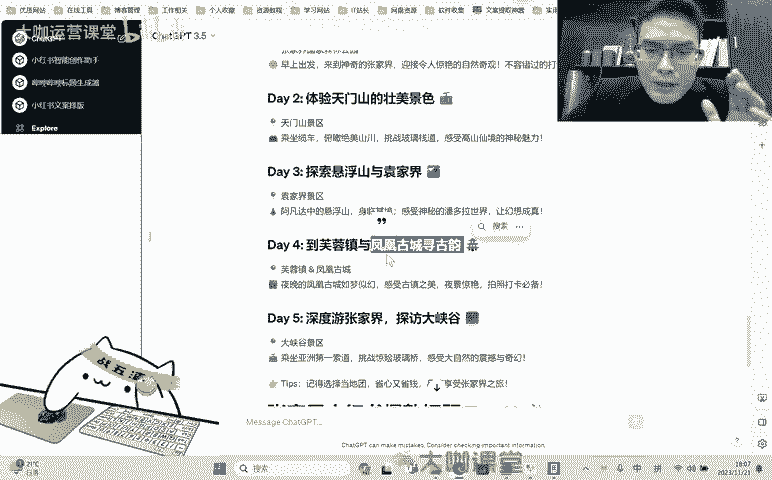 优质网站 在线工具 博客管理 工作相关 个人收藏 资源教程 学习网站 IT站长 网盘资源 软件收集 文案提取神器
大咖运营课堂
ChatGPT 3.5
小红书智能创作助手
小红书文案排版
Explore
早上出发，来到神奇的张家界，迎接令人惊艳的自然奇观！不容错过的打
Day 2: 体验天门山的壮美景色
天门山景区
乘坐缆车，俯瞰绝美山川，挑战玻璃栈道，感受高山仙境的神秘魅力！
Day 3: 探索悬浮山与袁家界
袁家界景区
阿凡达中的悬浮山，身临其境；感受神秘的潘多拉世界，让幻想成真！
搜索 ···
Day 4: 到芙蓉镇与凤凰古城寻古韵
芙蓉镇 & 凤凰古城
夜晚的凤凰古城如梦似幻，感受古镇之美，夜景惊艳，拍照打卡必备！
Day 5: 深度游张家界，探访大峡谷
大峡谷景区
乘坐亚洲第一索道，挑战惊险玻璃桥，感受大自然的震撼与奇幻！
Tips: 记得选择当地团，省心又省钱，享受张家界之旅！
战五渣
Message ChatGPT...
ChatGPT can make mistakes. Consider checking important information.
大咖课堂
21°C
搜索
中 拼
18:07
2023/11/21